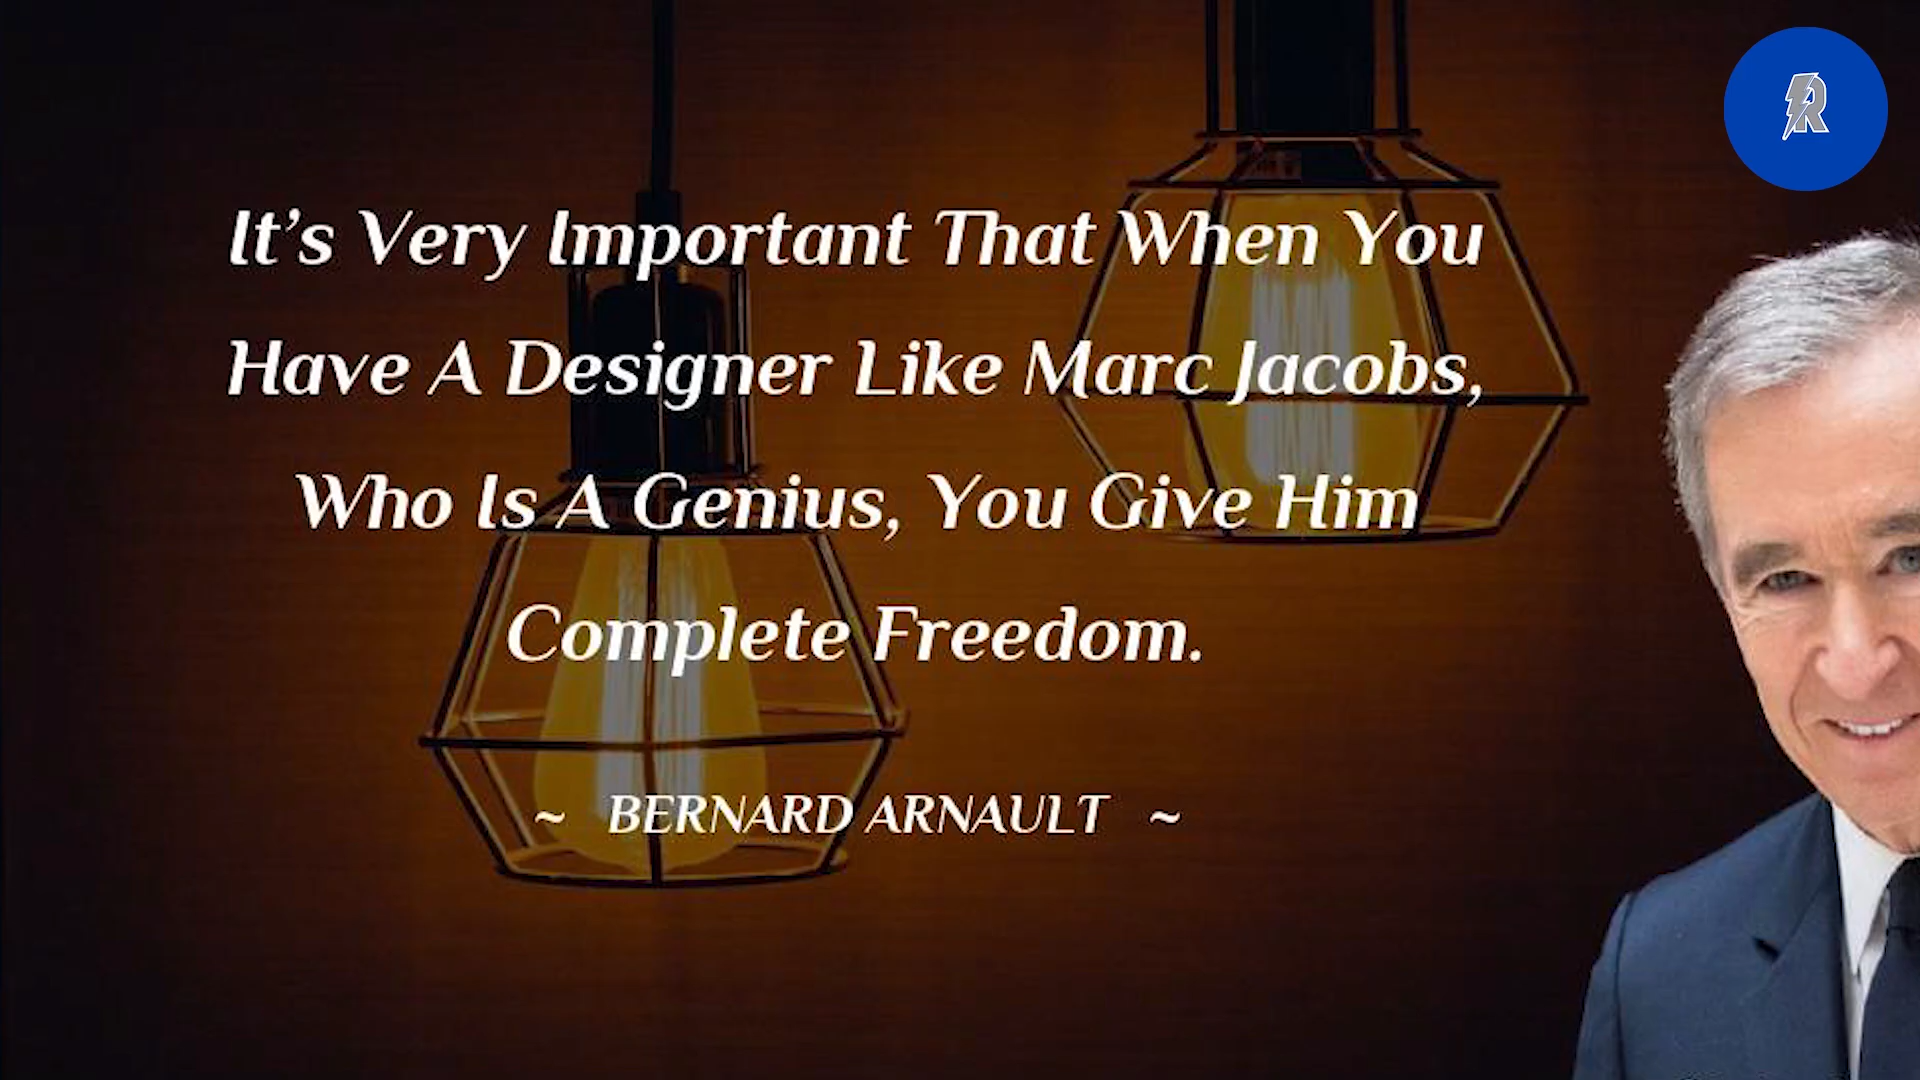 It's Very Important That When You
Have A Designer Like Marc Jacobs,
Who Is A Genius, You Give Him
Complete Freedom.
~ BERNARD ARNAULT ~
R